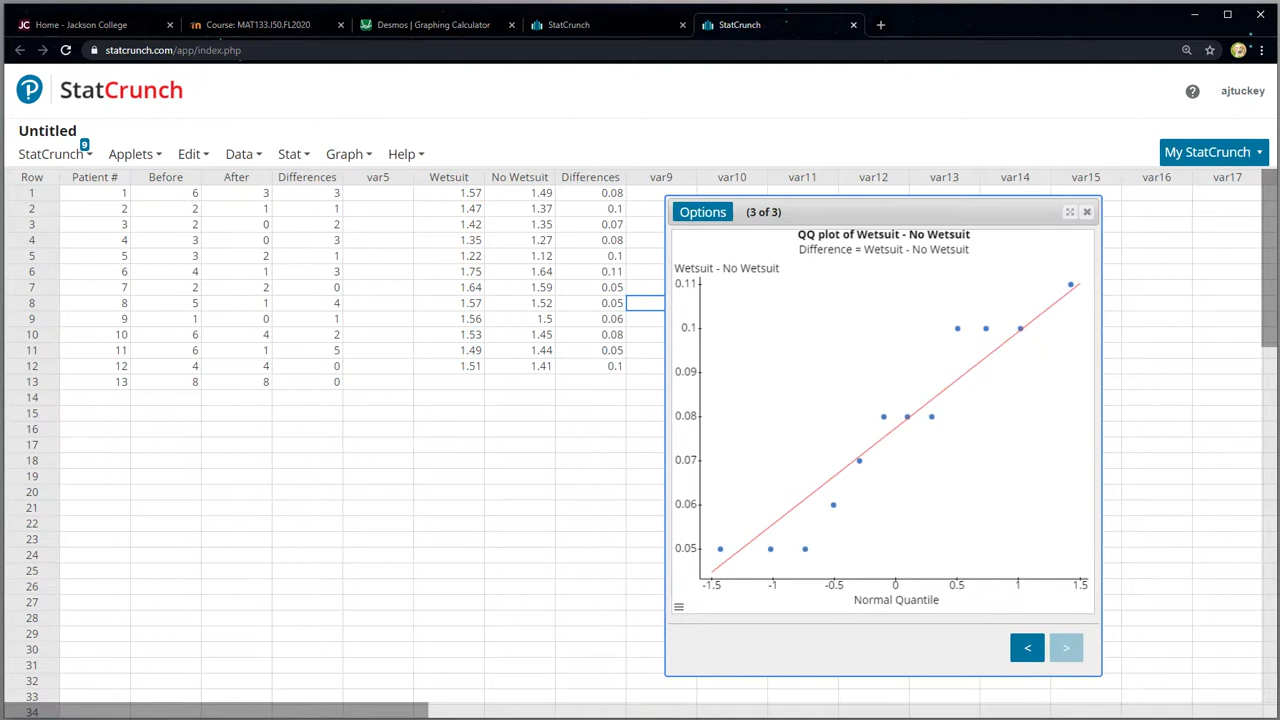 Home - Jackson College
Course: MAT133.I50.FL2020
Desmos | Graphing Calculator
StatCrunch
StatCrunch
statcrunch.com/app/index.php
StatCrunch
ajtuckey
Untitled
StatCrunch 9 Applets Edit Data Stat Graph Help
My StatCrunch
Row Patient # Before After Differences var5 Wetsuit No Wetsuit Differences var9 var10 var11 var12 var13 var14 var15 var16 var17
1 1 6 3 3 1.57 1.49 0.08
2 2 2 1 1 1.47 1.37 0.1
3 3 2 0 2 1.42 1.35 0.07
4 4 3 0 3 1.35 1.27 0.08
5 5 3 2 1 1.22 1.12 0.1
6 6 4 1 3 1.75 1.64 0.11
7 7 2 2 0 1.64 1.59 0.05
8 8 5 1 4 1.57 1.52 0.05
9 9 1 0 1 1.56 1.5 0.06
10 10 6 4 2 1.53 1.45 0.08
11 11 6 1 5 1.49 1.44 0.05
12 12 4 4 0 1.51 1.41 0.1
13 13 8 8 0
14
15
16
17
18
19
20
21
22
23
24
25
26
27
28
29
30
31
32
33
34
Options (3 of 3)
QQ plot of Wetsuit - No Wetsuit
Difference = Wetsuit - No Wetsuit
Wetsuit - No Wetsuit
0.11
0.1
0.09
0.08
0.07
0.06
0.05
-1.5 -1 -0.5 0 0.5 1 1.5
Normal Quantile
< >